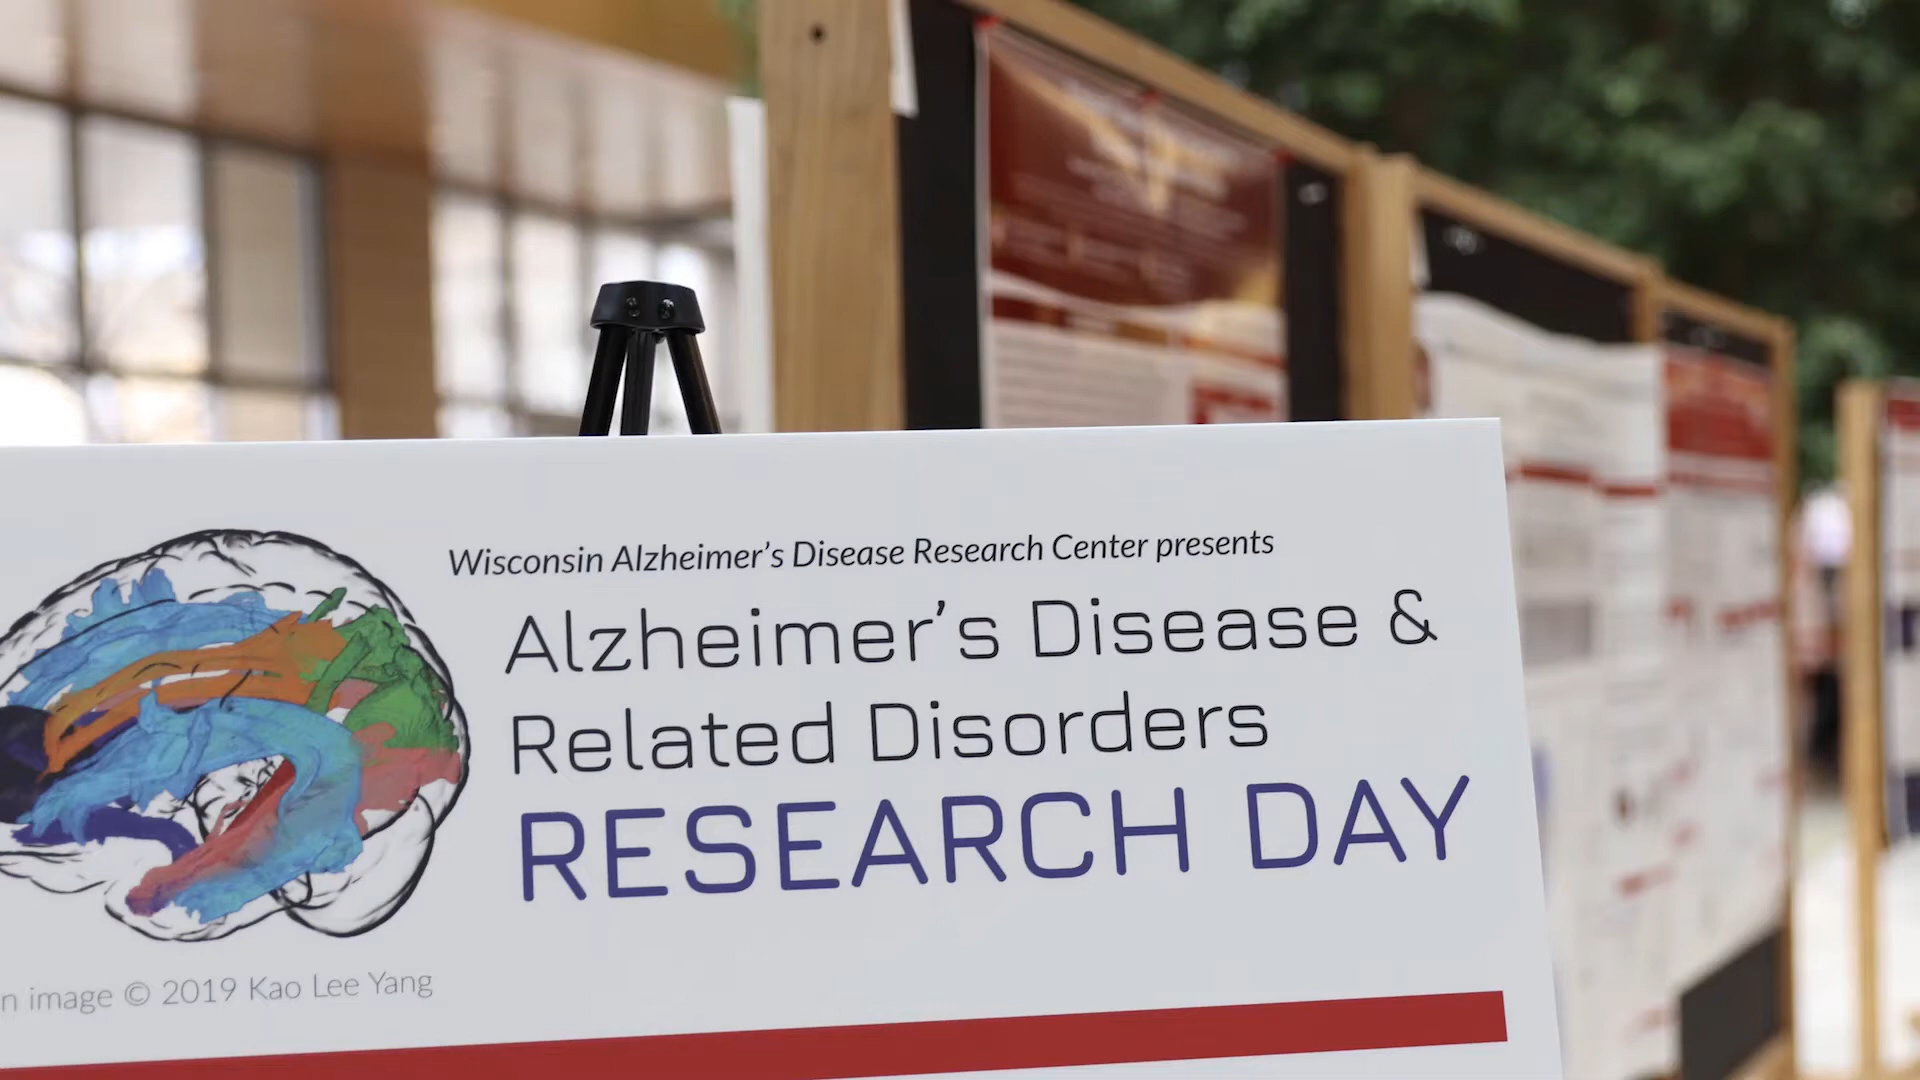 Wisconsin Alzheimer’s Disease Research Center presents
Alzheimer’s Disease &
Related Disorders
RESEARCH DAY
n image © 2019 Kao Lee Yang